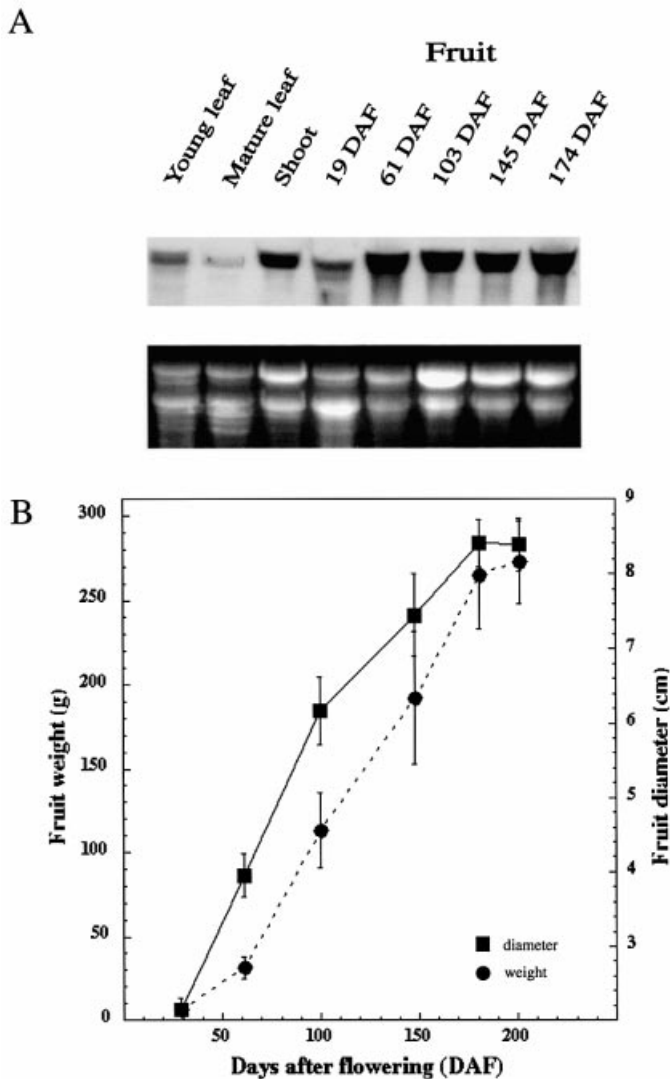 A
Fruit
Young leaf
Mature leaf
Shoot
19 DAF
61 DAF
103 DAF
145 DAF
174 DAF
B
300
250
200
150
100
50
0
Fruit weight (g)
9
8
7
6
5
4
3
Fruit diameter (cm)
diameter
weight
50 100 150 200
Days after flowering (DAF)